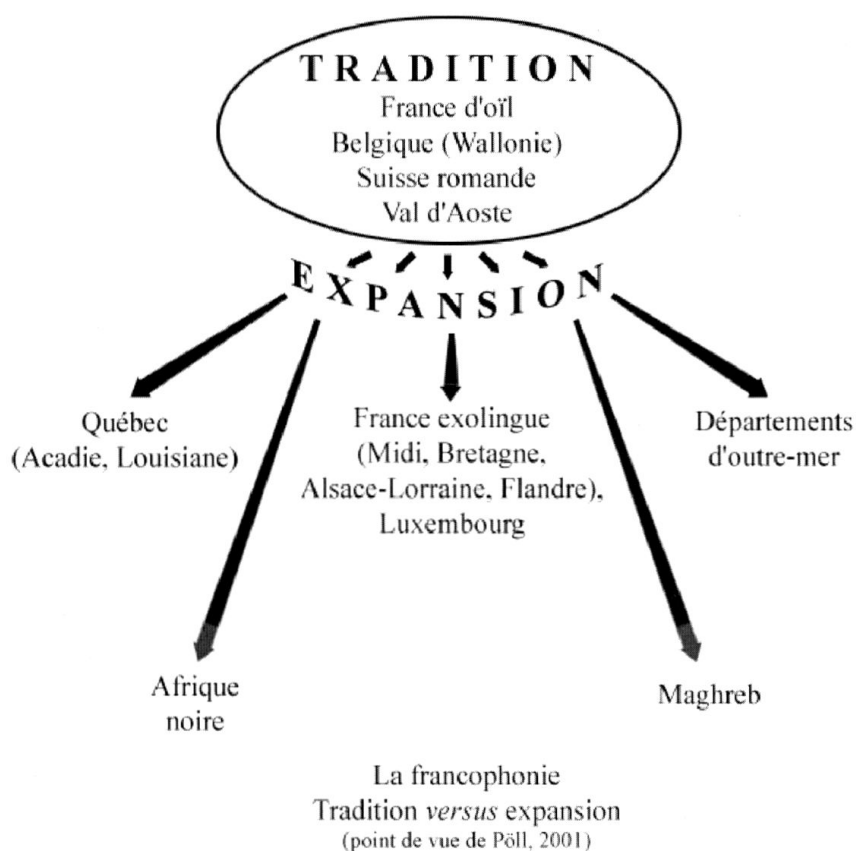 TRADITION
France d'oïl
Belgique (Wallonie)
Suisse romande
Val d'Aoste
EXPANSION
Québec
(Acadie, Louisiane)
France exolingue
(Midi, Bretagne,
Alsace-Lorraine, Flandre),
Luxembourg
Départements
d'outre-mer
Afrique
noire
Maghreb
La francophonie
Tradition versus expansion
(point de vue de Pöll, 2001)